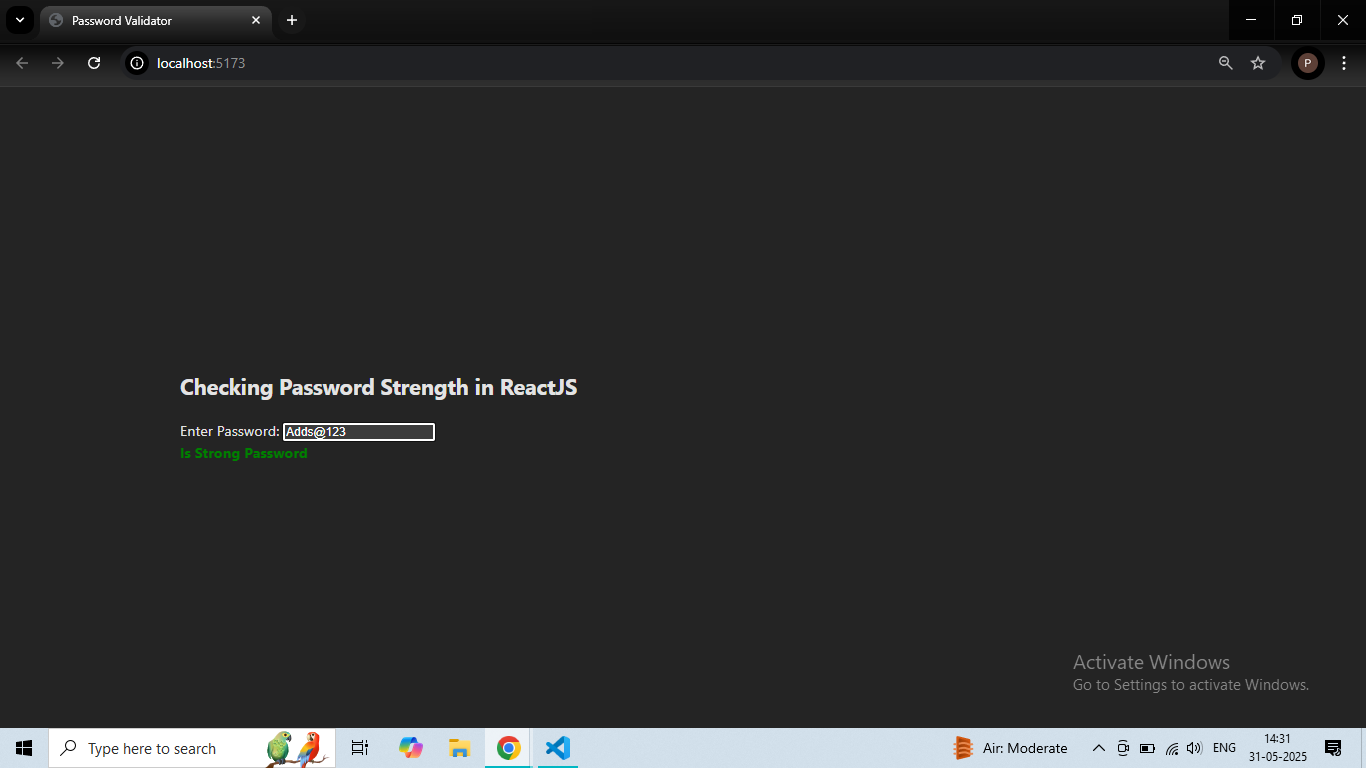 Password Validator
localhost:5173
P
Checking Password Strength in ReactJS
Enter Password: Adds@123
Is Strong Password
Activate Windows
Go to Settings to activate Windows.
Type here to search
Air: Moderate
ENG
14:31
31-05-2025